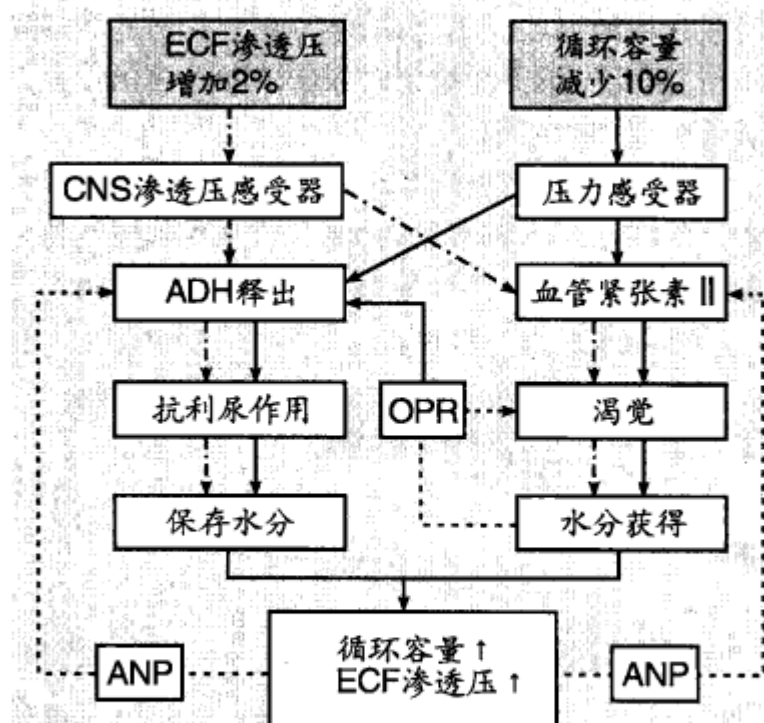 ECF渗透压
增加2%
循环容量
减少10%
CNS渗透压感受器
压力感受器
ADH释出
血管紧张素Ⅱ
抗利尿作用
OPR
渴觉
保存水分
水分获得
循环容量↑
ECF渗透压↑
ANP
ANP